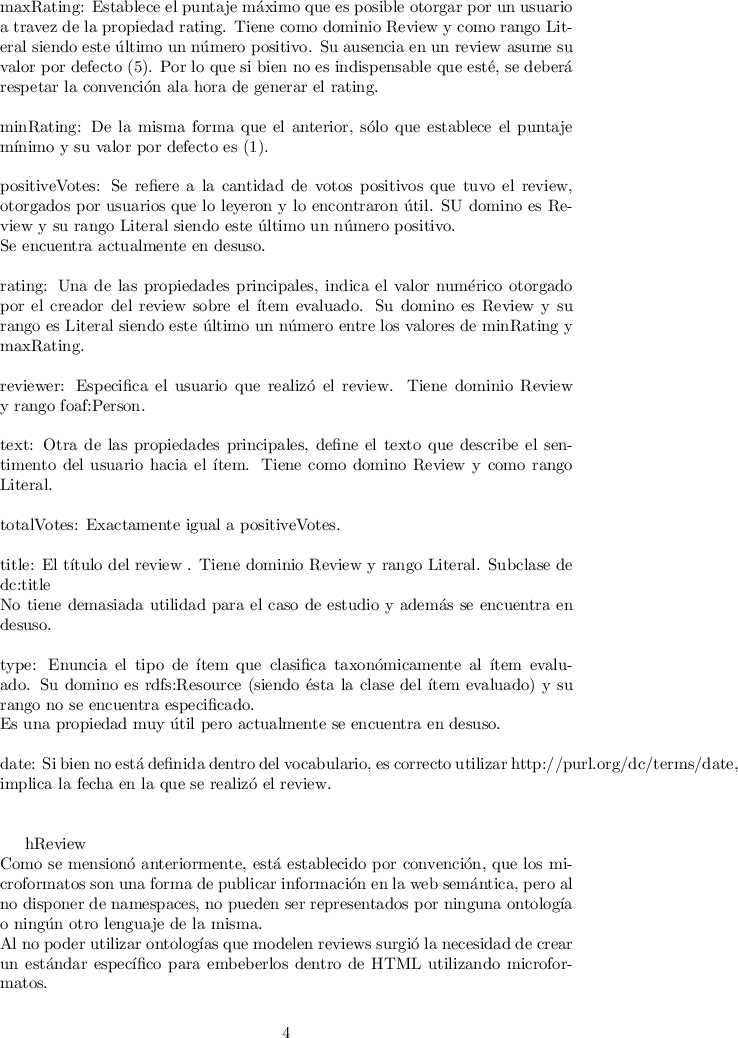 maxRating: Establece el puntaje máximo que es posible otorgar por un usuario
a travez de la propiedad rating. Tiene como dominio Review y como rango Lit-
eral siendo este último un número positivo. Su ausencia en un review asume su
valor por defecto (5). Por lo que si bien no es indispensable que esté, se deberá
respetar la convención ala hora de generar el rating.
minRating: De la misma forma que el anterior, sólo que establece el puntaje
mínimo y su valor por defecto es (1).
positiveVotes: Se refiere a la cantidad de votos positivos que tuvo el review,
otorgados por usuarios que lo leyeron y lo encontraron útil. SU domino es Re-
view y su rango Literal siendo este último un número positivo.
Se encuentra actualmente en desuso.
rating: Una de las propiedades principales, indica el valor numérico otorgado
por el creador del review sobre el ítem evaluado. Su domino es Review y su
rango es Literal siendo este último un número entre los valores de minRating y
maxRating.
reviewer: Especifica el usuario que realizó el review. Tiene dominio Review
y rango foaf:Person.
text: Otra de las propiedades principales, define el texto que describe el sen-
timento del usuario hacia el ítem. Tiene como domino Review y como rango
Literal.
totalVotes: Exactamente igual a positiveVotes.
title: El título del review . Tiene dominio Review y rango Literal. Subclase de
dc:title
No tiene demasiada utilidad para el caso de estudio y además se encuentra en
desuso.
type: Enuncia el tipo de ítem que clasifica taxonómicamente al ítem evalu-
ado. Su domino es rdfs:Resource (siendo ésta la clase del ítem evaluado) y su
rango no se encuentra especificado.
Es una propiedad muy útil pero actualmente se encuentra en desuso.
date: Si bien no está definida dentro del vocabulario, es correcto utilizar http://purl.org/dc/terms/date,
implica la fecha en la que se realizó el review.
hReview
Como se mensionó anteriormente, está establecido por convención, que los mi-
croformatos son una forma de publicar información en la web semántica, pero al
no disponer de namespaces, no pueden ser representados por ninguna ontología
o ningún otro lenguaje de la misma.
Al no poder utilizar ontologías que modelen reviews surgió la necesidad de crear
un estándar específico para embeberlos dentro de HTML utilizando microfor-
matos.
4